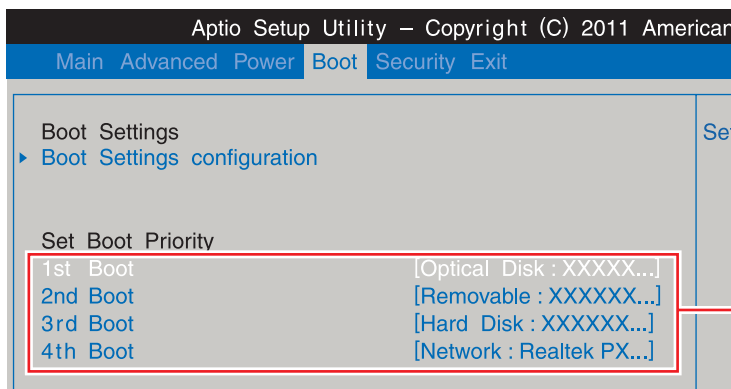 Aptio Setup Utility – Copyright (C) 2011 American
Main Advanced Power Boot Security Exit
Boot Settings
Boot Settings configuration
Set Boot Priority
1st Boot [Optical Disk : XXXXX...]
2nd Boot [Removable : XXXXXX...]
3rd Boot [Hard Disk : XXXXXX...]
4th Boot [Network : Realtek PX...]